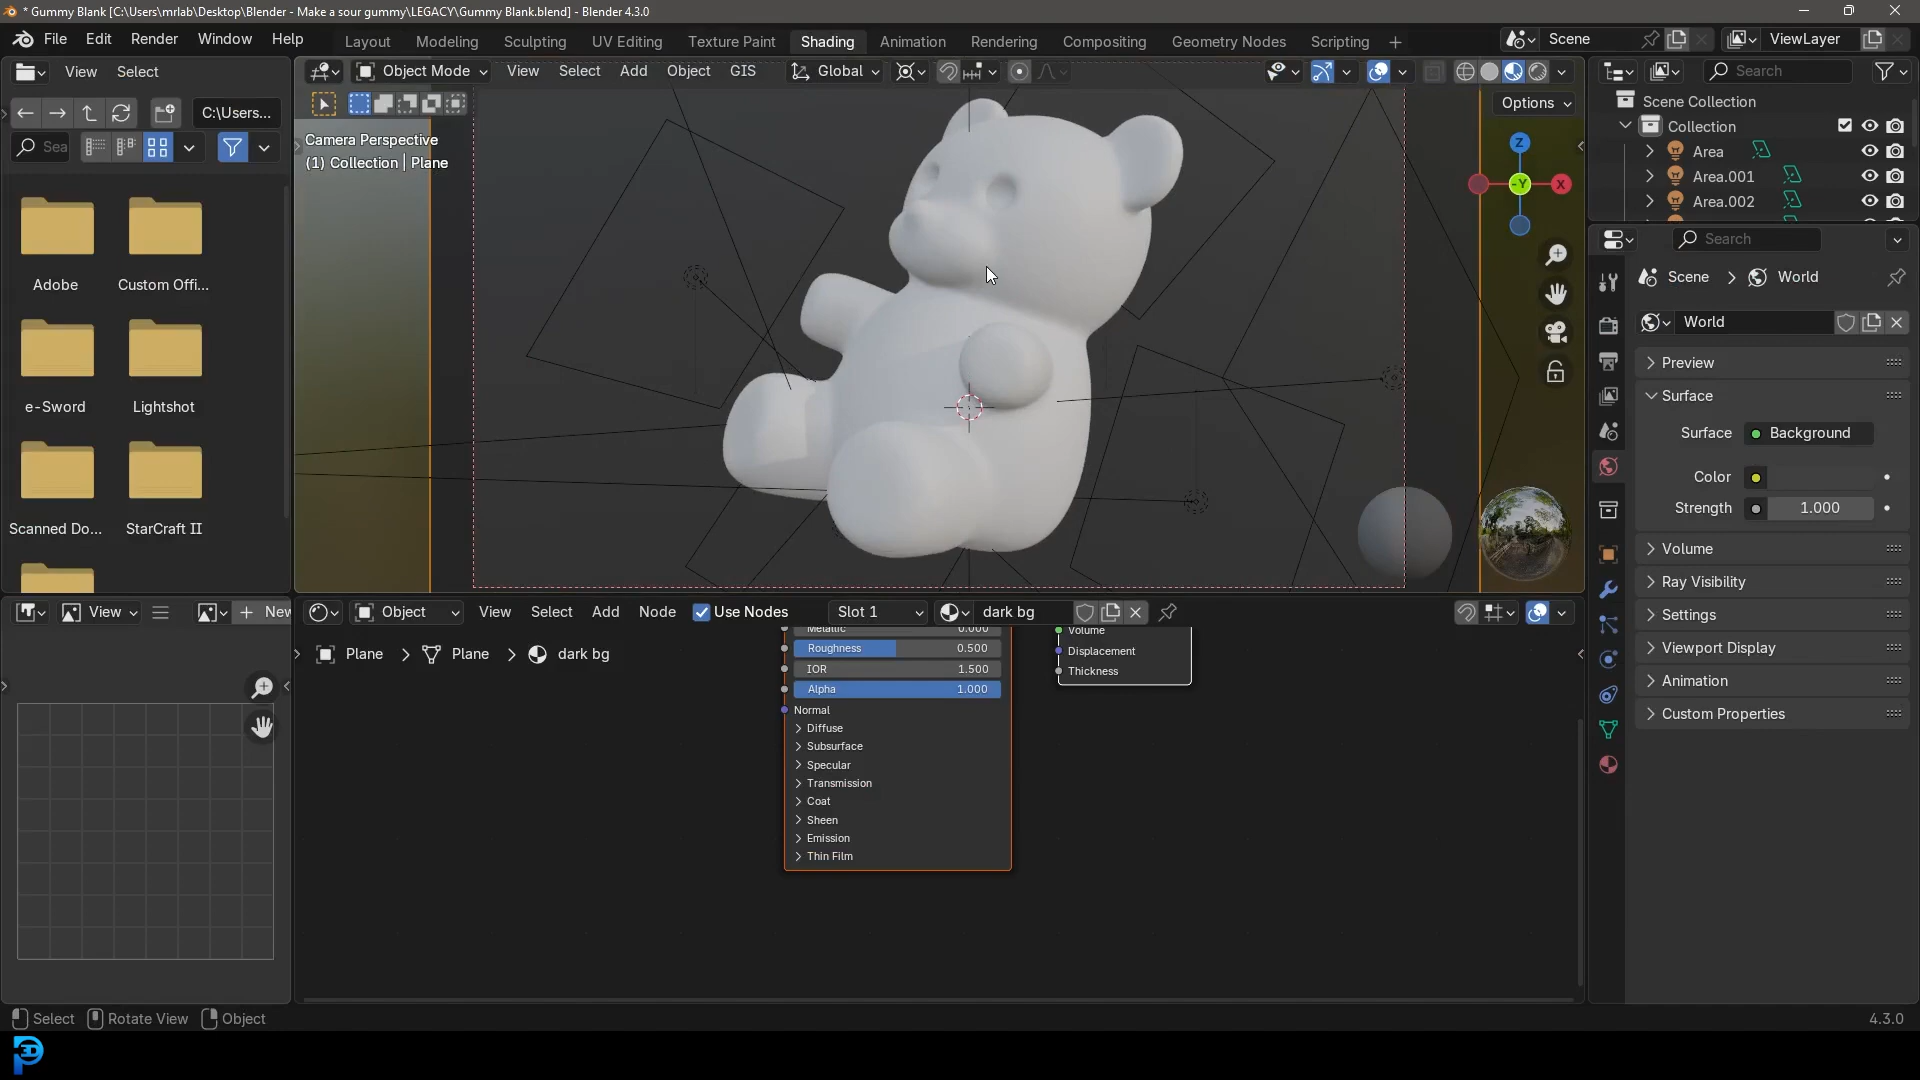 * Gummy Blank [C:\Users\mrlab\Desktop\Blender - Make a sour gummy\LEGACY\Gummy Blank.blend] - Blender 4.3.0
File Edit Render Window Help
Layout Modeling Sculpting UV Editing Texture Paint Shading Animation Rendering Compositing Geometry Nodes Scripting +
Scene
ViewLayer
View Select
Object Mode View Select Add Object GIS Global
Search
C:\Users...
Options
Scene Collection
Collection
Area
Area.001
Area.002
Sea
Camera Perspective
(1) Collection | Plane
Z
-Y
X
Adobe
Custom Offi...
e-Sword
Lightshot
Scanned Do...
StarCraft II
Search
Scene > World
World
Preview
Surface
Surface Background
Color
Strength 1.000
Volume
Ray Visibility
Settings
Viewport Display
Animation
Custom Properties
View
New
Object View Select Add Node Use Nodes Slot 1 dark bg
Plane > Plane > dark bg
Metallic 0.000
Roughness 0.500
IOR 1.500
Alpha 1.000
Normal
Diffuse
Subsurface
Specular
Transmission
Coat
Sheen
Emission
Thin Film
Volume
Displacement
Thickness
Select Rotate View Object
4.3.0
3D